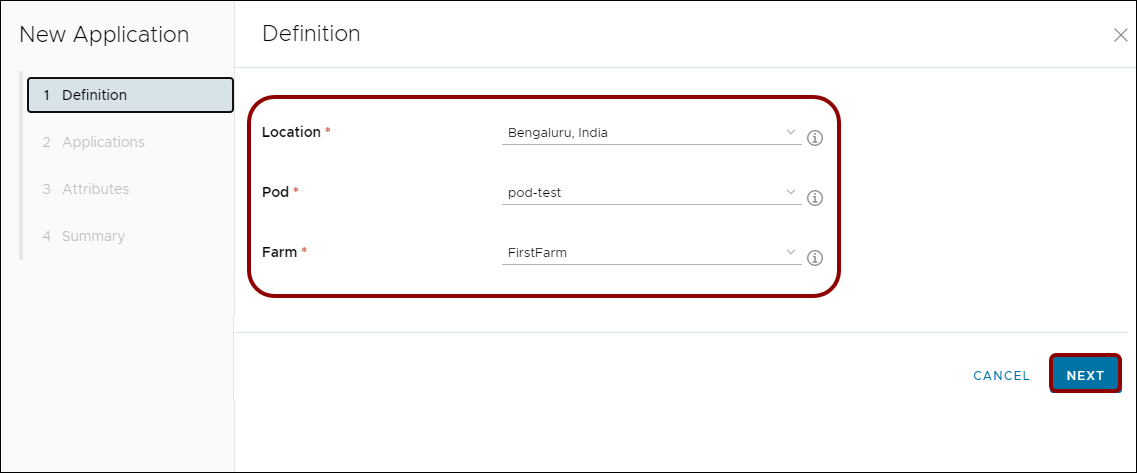 New Application
1 Definition
2 Applications
3 Attributes
4 Summary
Definition
Location * Bengaluru, India
Pod * pod-test
Farm * FirstFarm
CANCEL NEXT